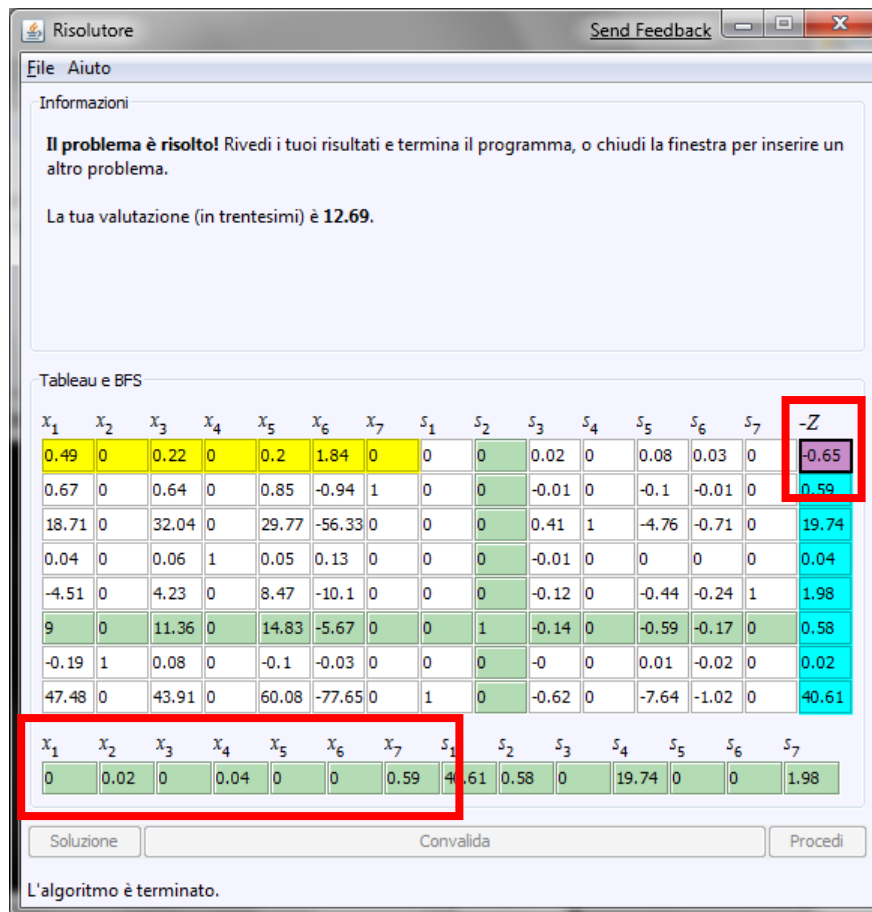 Risolutore Send Feedback
File Aiuto
Informazioni
Il problema è risolto! Rivedi i tuoi risultati e termina il programma, o chiudi la finestra per inserire un
altro problema.
La tua valutazione (in trentesimi) è 12.69.
Tableau e BFS
x1 x2 x3 x4 x5 x6 x7 s1 s2 s3 s4 s5 s6 s7 -Z
0.49 0 0.22 0 0.2 1.84 0 0 0 0.02 0 0.08 0.03 0 -0.65
0.67 0 0.64 0 0.85 -0.94 1 0 0 -0.01 0 -0.1 -0.01 0 0.59
18.71 0 32.04 0 29.77 -56.33 0 0 0 0.41 1 -4.76 -0.71 0 19.74
0.04 0 0.06 1 0.05 0.13 0 0 0 -0.01 0 0 0 0 0.04
-4.51 0 4.23 0 8.47 -10.1 0 0 0 -0.12 0 -0.44 -0.24 1 1.98
9 0 11.36 0 14.83 -5.67 0 0 1 -0.14 0 -0.59 -0.17 0 0.58
-0.19 1 0.08 0 -0.1 -0.03 0 0 0 -0 0 0.01 -0.02 0 0.02
47.48 0 43.91 0 60.08 -77.65 0 1 0 -0.62 0 -7.64 -1.02 0 40.61
x1 x2 x3 x4 x5 x6 x7 s1 s2 s3 s4 s5 s6 s7
0 0.02 0 0.04 0 0 0.59 40.61 0.58 0 19.74 0 0 1.98
Soluzione Convalida Procedi
L'algoritmo è terminato.